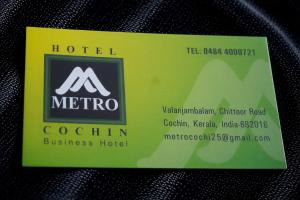 HOTEL
METRO
COCHIN
Business Hotel
TEL: 0484 4009721
Valanjambalam, Chittoor Road
Cochin, Kerala, India-682016
metrocochi25@gmail.com